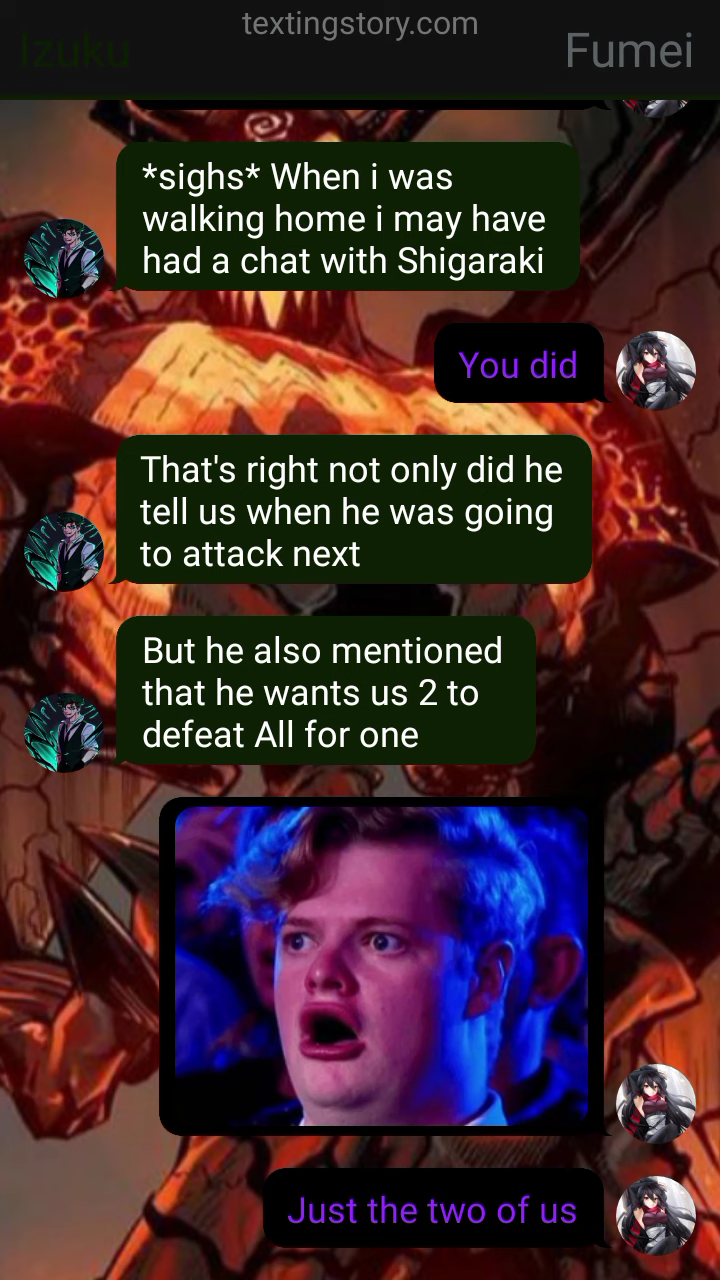 textingstory.com
Izuku
Fumei
*sighs* When i was
walking home i may have
had a chat with Shigaraki
You did
That's right not only did he
tell us when he was going
to attack next
But he also mentioned
that he wants us 2 to
defeat All for one
Just the two of us